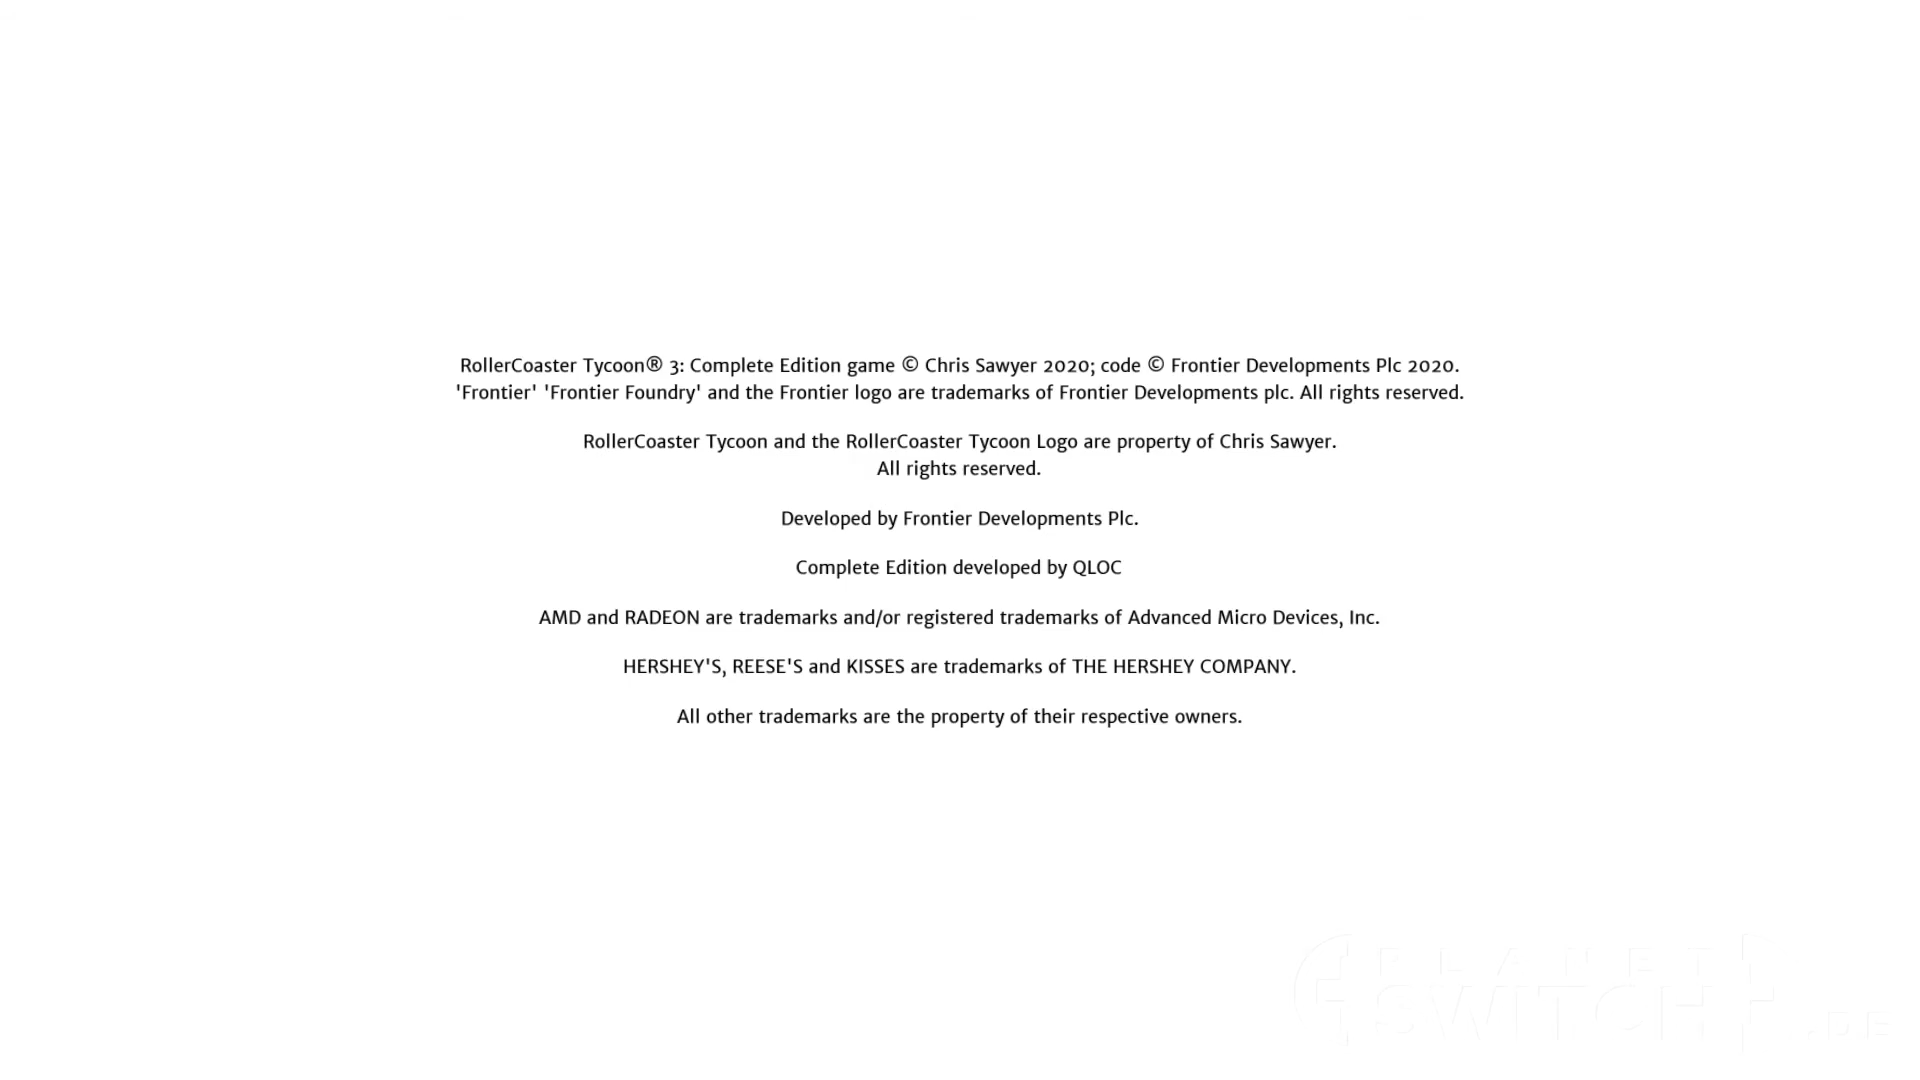 RollerCoaster Tycoon® 3: Complete Edition game © Chris Sawyer 2020; code © Frontier Developments Plc 2020.
'Frontier' 'Frontier Foundry' and the Frontier logo are trademarks of Frontier Developments plc. All rights reserved.
RollerCoaster Tycoon and the RollerCoaster Tycoon Logo are property of Chris Sawyer.
All rights reserved.
Developed by Frontier Developments Plc.
Complete Edition developed by QLOC
AMD and RADEON are trademarks and/or registered trademarks of Advanced Micro Devices, Inc.
HERSHEY'S, REESE'S and KISSES are trademarks of THE HERSHEY COMPANY.
All other trademarks are the property of their respective owners.
PLANET
SWITCH
.DE